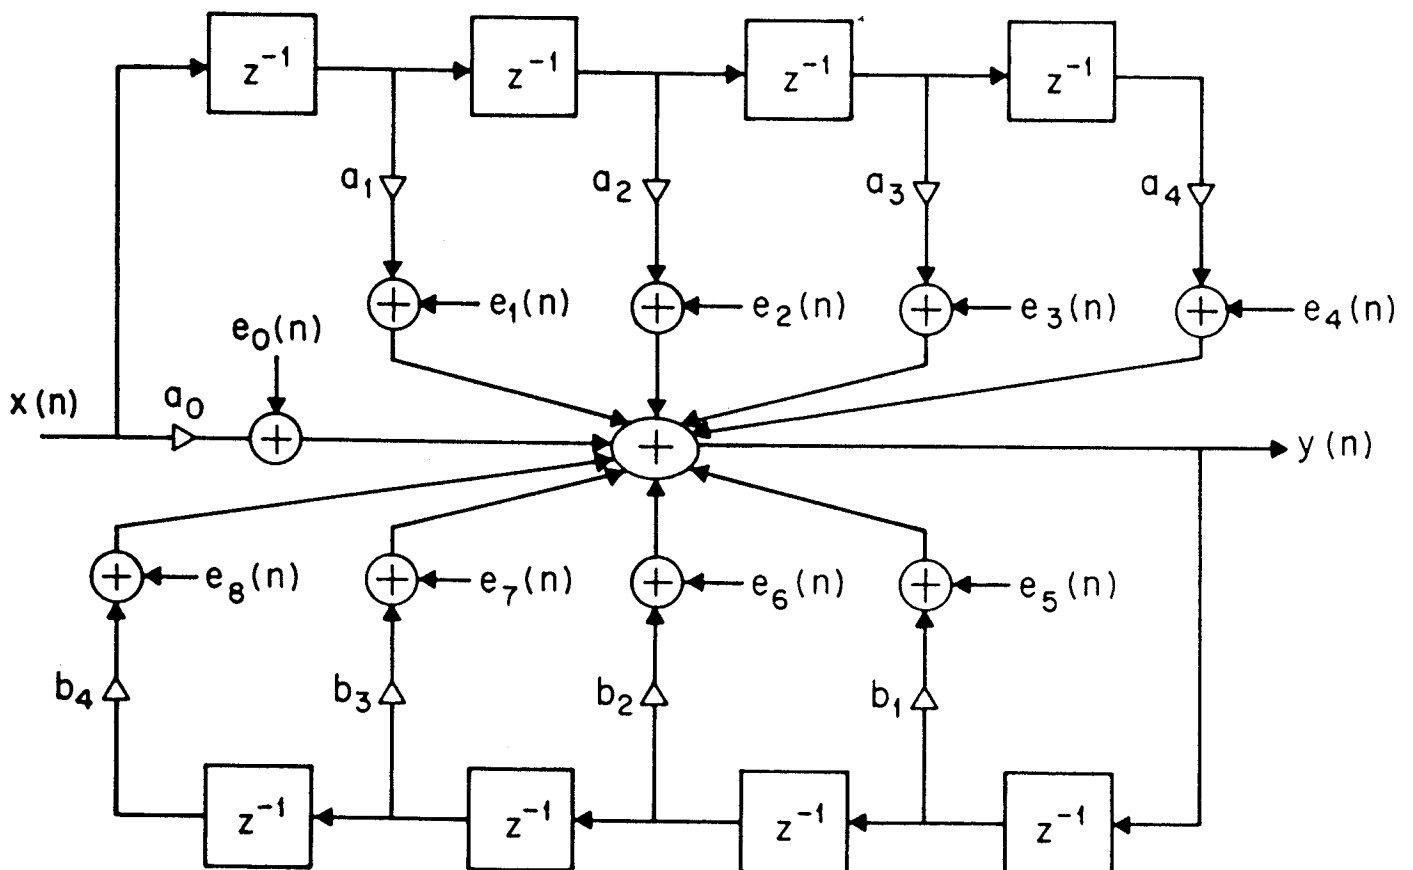 z⁻¹ z⁻¹ z⁻¹ z⁻¹
a₁ a₂ a₃ a₄
+ e₁(n) + e₂(n) + e₃(n) + e₄(n)
e₀(n)
x(n) a₀ + + y(n)
+ e₈(n) + e₇(n) + e₆(n) + e₅(n)
b₄ b₃ b₂ b₁
z⁻¹ z⁻¹ z⁻¹ z⁻¹